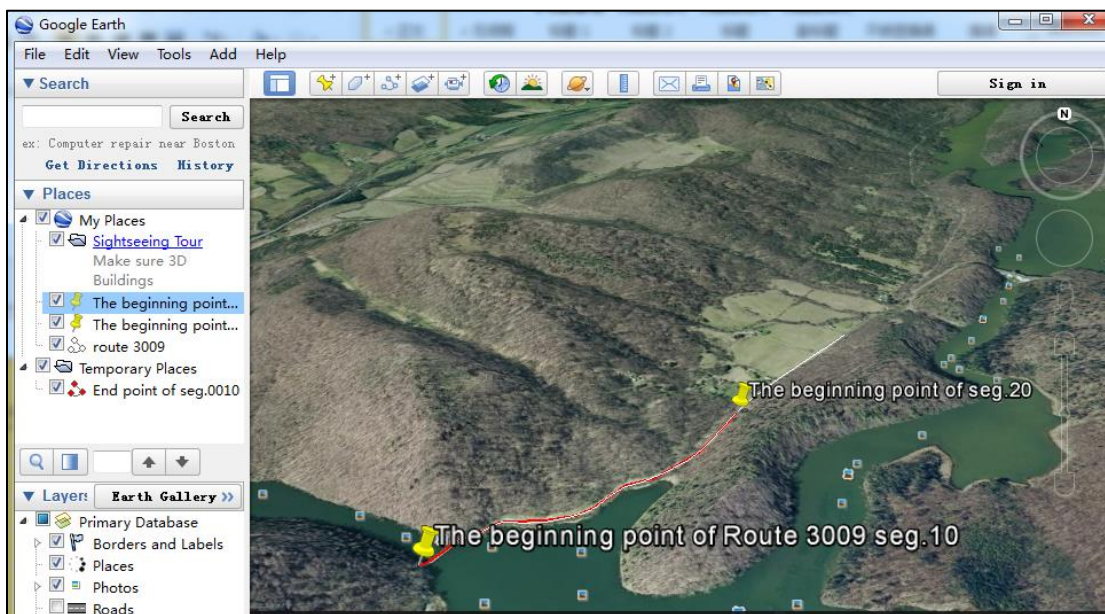 Google Earth
File Edit View Tools Add Help
Search
Sign in
Search
ex: Computer repair near Boston
Get Directions History
Places
My Places
Sightseeing Tour
Make sure 3D
Buildings
The beginning point...
The beginning point...
route 3009
Temporary Places
End point of seg.0010
Layers Earth Gallery >>
Primary Database
Borders and Labels
Places
Photos
Roads
N
The beginning point of seg.20
The beginning point of Route 3009 seg.10